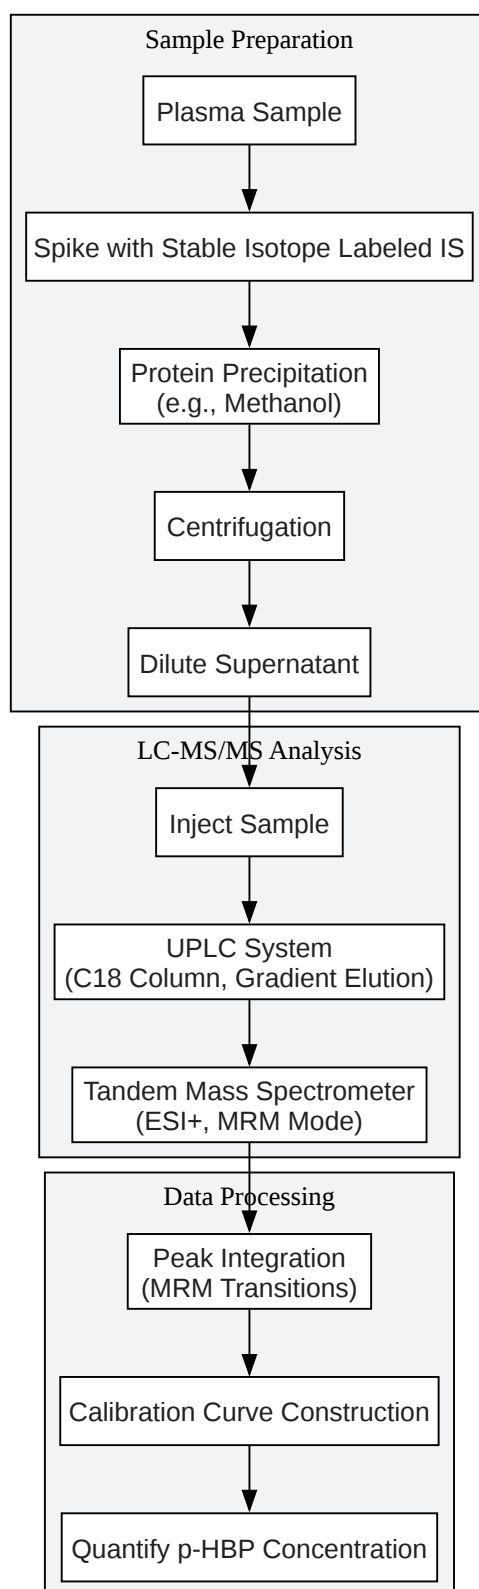 Sample Preparation
Plasma Sample
Spike with Stable Isotope Labeled IS
Protein Precipitation
(e.g., Methanol)
Centrifugation
Dilute Supernatant
LC-MS/MS Analysis
Inject Sample
UPLC System
(C18 Column, Gradient Elution)
Tandem Mass Spectrometer
(ESI+, MRM Mode)
Data Processing
Peak Integration
(MRM Transitions)
Calibration Curve Construction
Quantify p-HBP Concentration